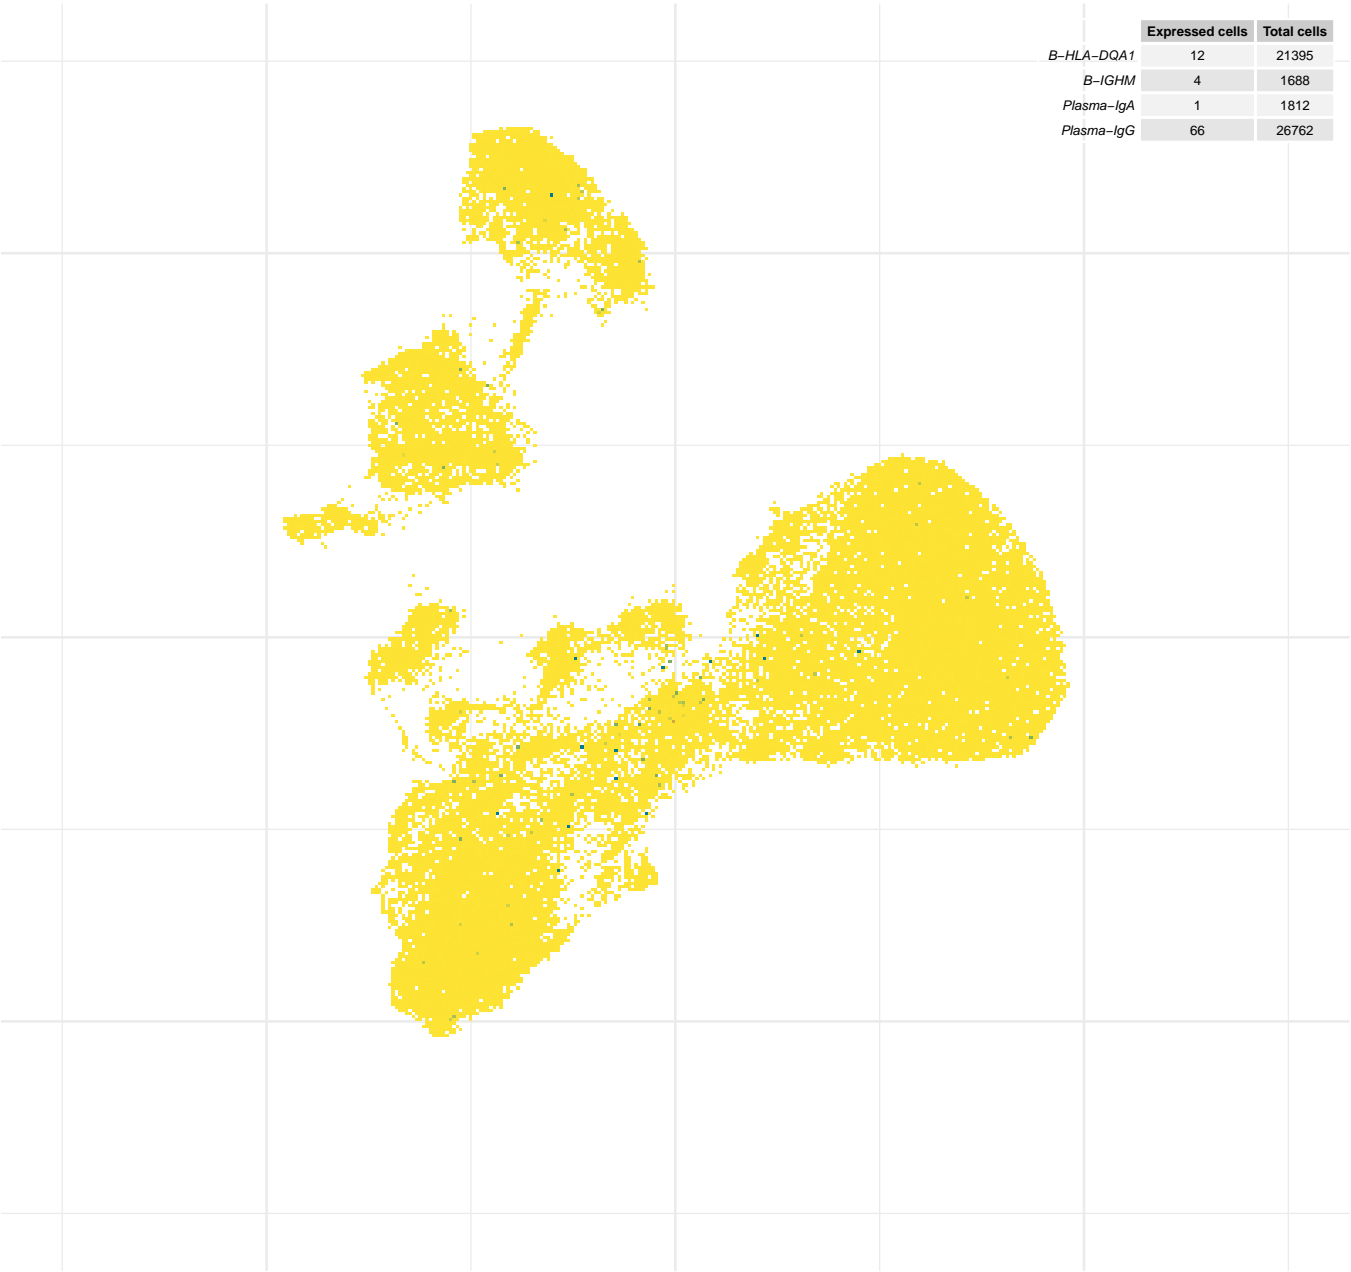 Expressed cells Total cells
B−HLA−DQA1 12 21395
B−IGHM 4 1688
Plasma−IgA 1 1812
Plasma−IgG 66 26762